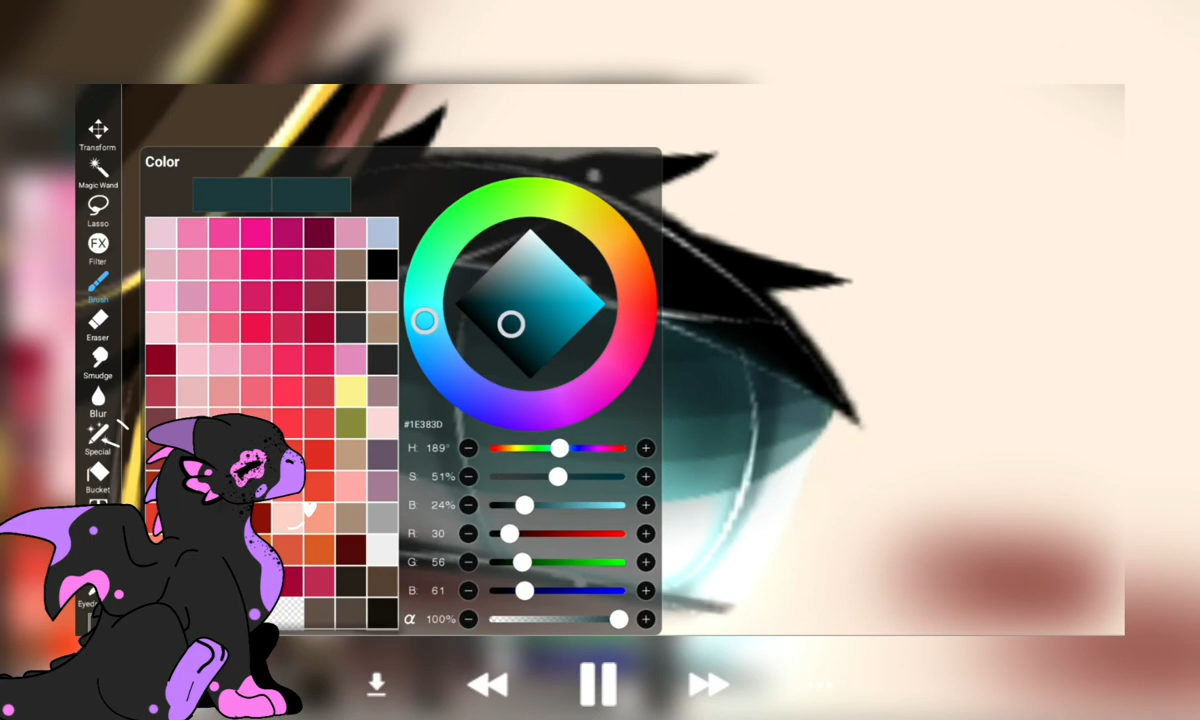 Transform
Magic Wand
Lasso
FX
Filter
Brush
Eraser
Smudge
Blur
Special
Bucket
Color
#1E383D
H: 189°
S: 51%
B: 24%
R: 30
G: 56
B: 61
α 100%